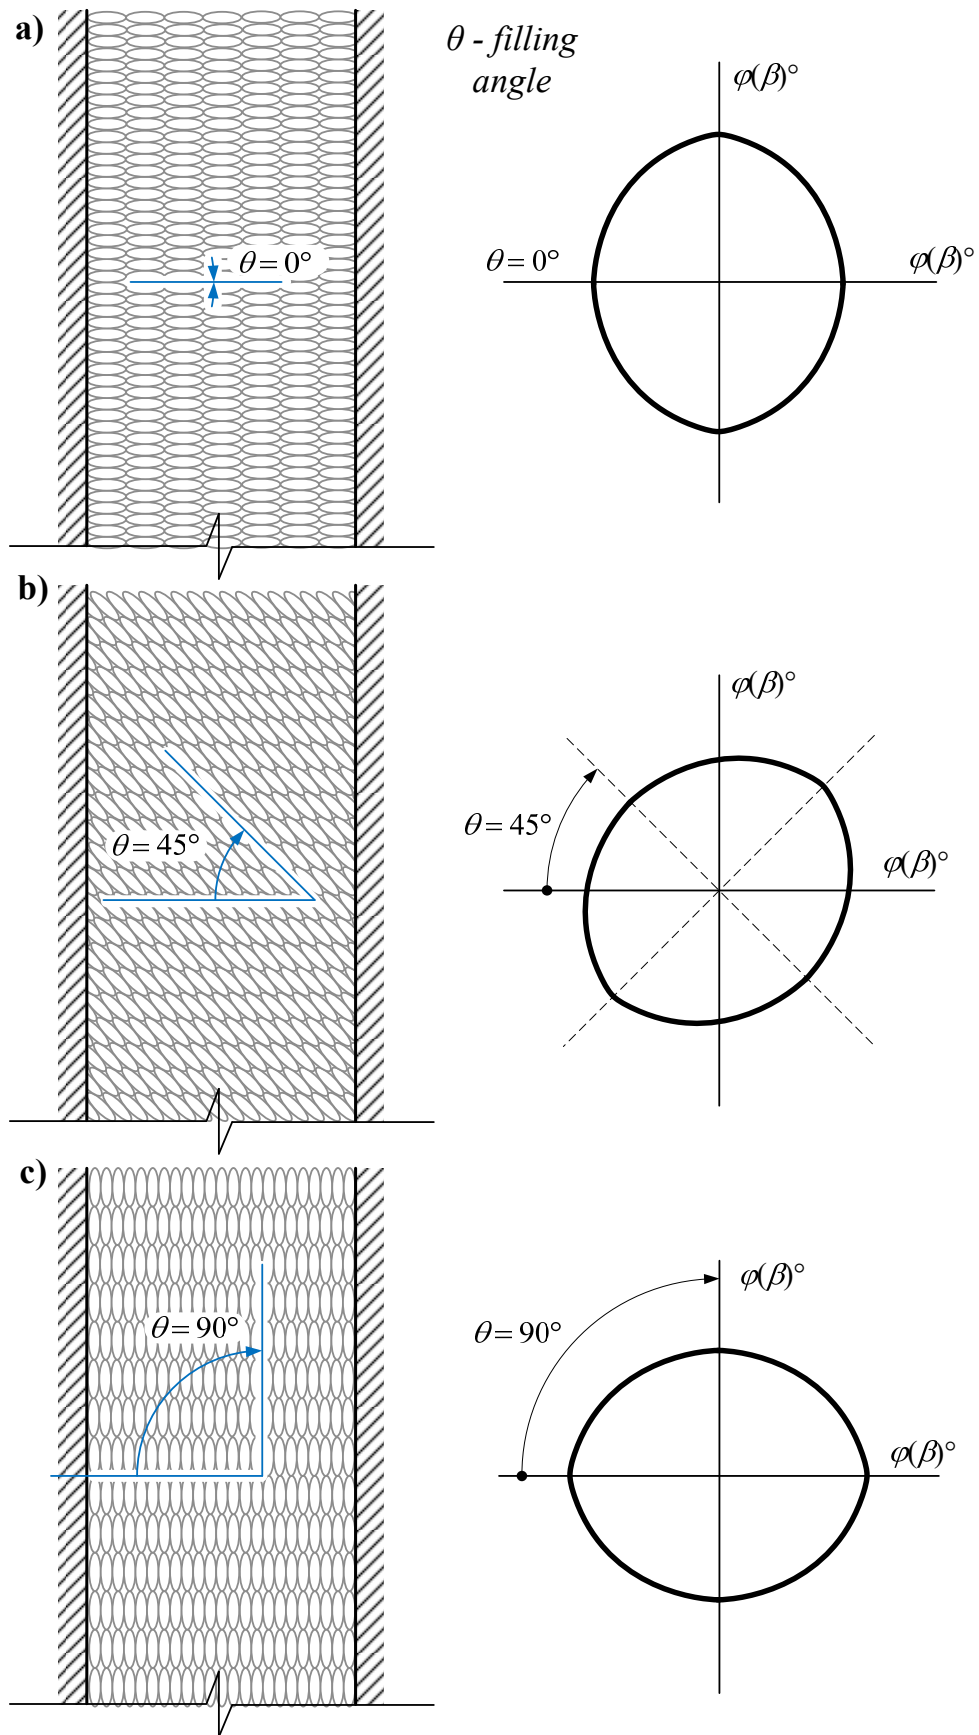 a)
θ - filling
angle
φ(β)°
θ = 0°
θ = 0°
φ(β)°
b)
φ(β)°
θ = 45°
θ = 45°
φ(β)°
c)
φ(β)°
θ = 90°
θ = 90°
φ(β)°